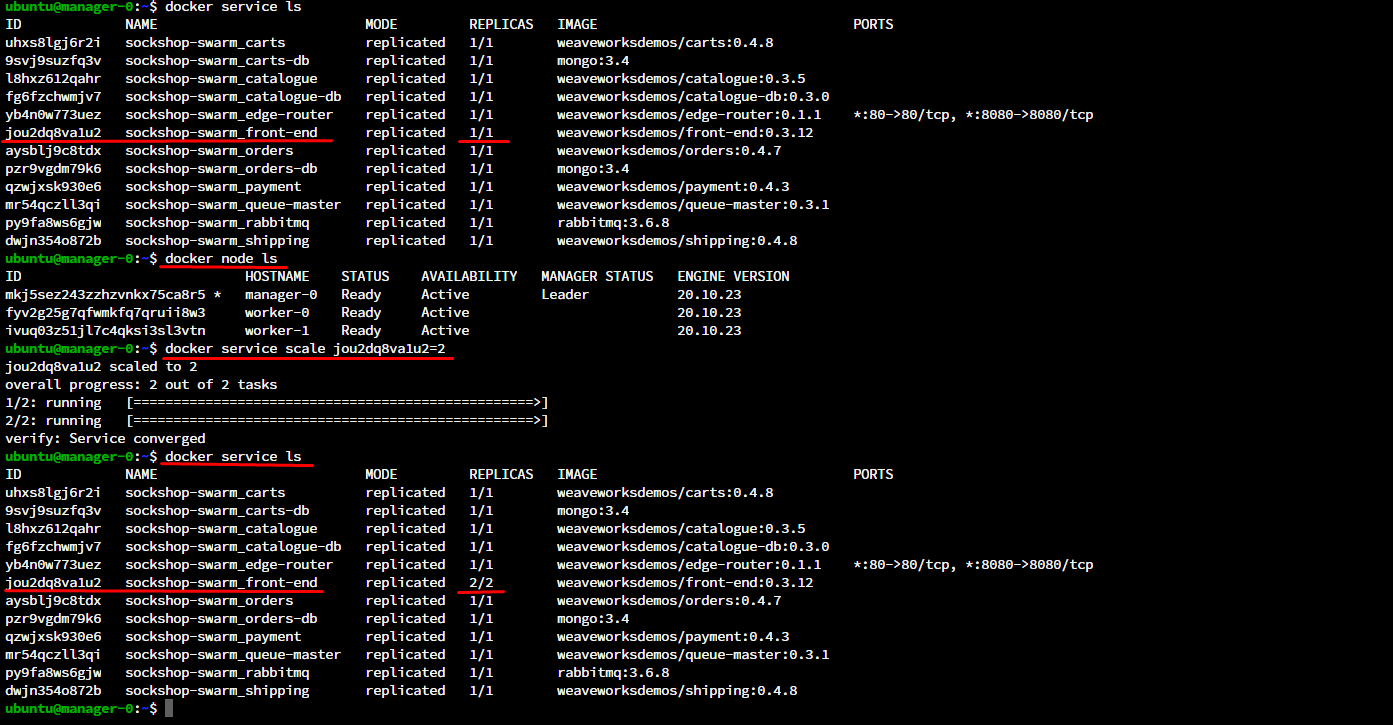 ubuntu@manager-0:~$ docker service ls
ID NAME MODE REPLICAS IMAGE PORTS
uhxs8lgj6r2i sockshop-swarm_carts replicated 1/1 weaveworksdemos/carts:0.4.8
9svj9suzfq3v sockshop-swarm_carts-db replicated 1/1 mongo:3.4
l8hxz612qahr sockshop-swarm_catalogue replicated 1/1 weaveworksdemos/catalogue:0.3.5
fg6fzchwmjv7 sockshop-swarm_catalogue-db replicated 1/1 weaveworksdemos/catalogue-db:0.3.0
yb4n0w773uez sockshop-swarm_edge-router replicated 1/1 weaveworksdemos/edge-router:0.1.1 *:80->80/tcp, *:8080->8080/tcp
jou2dq8va1u2 sockshop-swarm_front-end replicated 1/1 weaveworksdemos/front-end:0.3.12
aysblj9c8tdx sockshop-swarm_orders replicated 1/1 weaveworksdemos/orders:0.4.7
pzr9vgdm79k6 sockshop-swarm_orders-db replicated 1/1 mongo:3.4
qzwjxsk930e6 sockshop-swarm_payment replicated 1/1 weaveworksdemos/payment:0.4.3
mr54qczll3qi sockshop-swarm_queue-master replicated 1/1 weaveworksdemos/queue-master:0.3.1
py9fa8ws6gjw sockshop-swarm_rabbitmq replicated 1/1 rabbitmq:3.6.8
dwjn354o872b sockshop-swarm_shipping replicated 1/1 weaveworksdemos/shipping:0.4.8
ubuntu@manager-0:~$ docker node ls
ID HOSTNAME STATUS AVAILABILITY MANAGER STATUS ENGINE VERSION
mkj5sez243zzhzvnkx75ca8r5 * manager-0 Ready Active Leader 20.10.23
fyv2g25g7qfwmkfq7qruii8w3 worker-0 Ready Active 20.10.23
ivuq03z51jl7c4qksi3sl3vtn worker-1 Ready Active 20.10.23
ubuntu@manager-0:~$ docker service scale jou2dq8va1u2=2
jou2dq8va1u2 scaled to 2
overall progress: 2 out of 2 tasks
1/2: running [==================================================>]
2/2: running [==================================================>]
verify: Service converged
ubuntu@manager-0:~$ docker service ls
ID NAME MODE REPLICAS IMAGE PORTS
uhxs8lgj6r2i sockshop-swarm_carts replicated 1/1 weaveworksdemos/carts:0.4.8
9svj9suzfq3v sockshop-swarm_carts-db replicated 1/1 mongo:3.4
l8hxz612qahr sockshop-swarm_catalogue replicated 1/1 weaveworksdemos/catalogue:0.3.5
fg6fzchwmjv7 sockshop-swarm_catalogue-db replicated 1/1 weaveworksdemos/catalogue-db:0.3.0
yb4n0w773uez sockshop-swarm_edge-router replicated 1/1 weaveworksdemos/edge-router:0.1.1 *:80->80/tcp, *:8080->8080/tcp
jou2dq8va1u2 sockshop-swarm_front-end replicated 2/2 weaveworksdemos/front-end:0.3.12
aysblj9c8tdx sockshop-swarm_orders replicated 1/1 weaveworksdemos/orders:0.4.7
pzr9vgdm79k6 sockshop-swarm_orders-db replicated 1/1 mongo:3.4
qzwjxsk930e6 sockshop-swarm_payment replicated 1/1 weaveworksdemos/payment:0.4.3
mr54qczll3qi sockshop-swarm_queue-master replicated 1/1 weaveworksdemos/queue-master:0.3.1
py9fa8ws6gjw sockshop-swarm_rabbitmq replicated 1/1 rabbitmq:3.6.8
dwjn354o872b sockshop-swarm_shipping replicated 1/1 weaveworksdemos/shipping:0.4.8
ubuntu@manager-0:~$